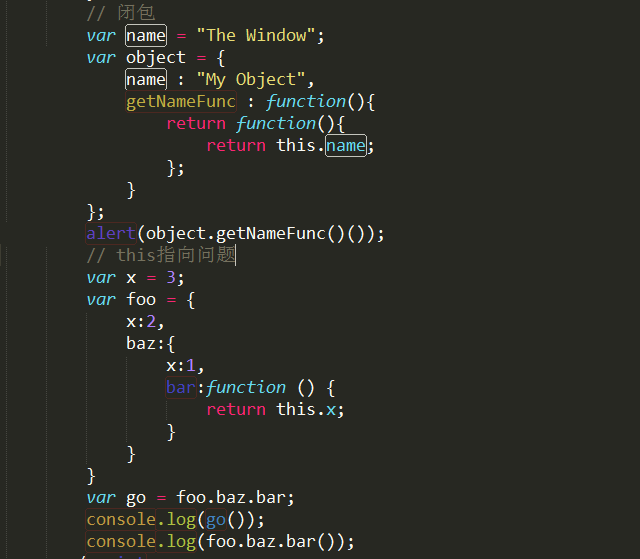 // 闭包
var name = "The Window";
var object = {
name : "My Object",
getNameFunc : function(){
return function(){
return this.name;
};
}
};
alert(object.getNameFunc()());
// this指向问题
var x = 3;
var foo = {
x:2,
baz:{
x:1,
bar:function () {
return this.x;
}
}
}
var go = foo.baz.bar;
console.log(go());
console.log(foo.baz.bar());